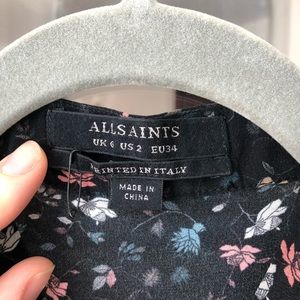 ALLSAINTS
UK 6 US 2 EU34
PRINTED IN ITALY
MADE IN
CHINA